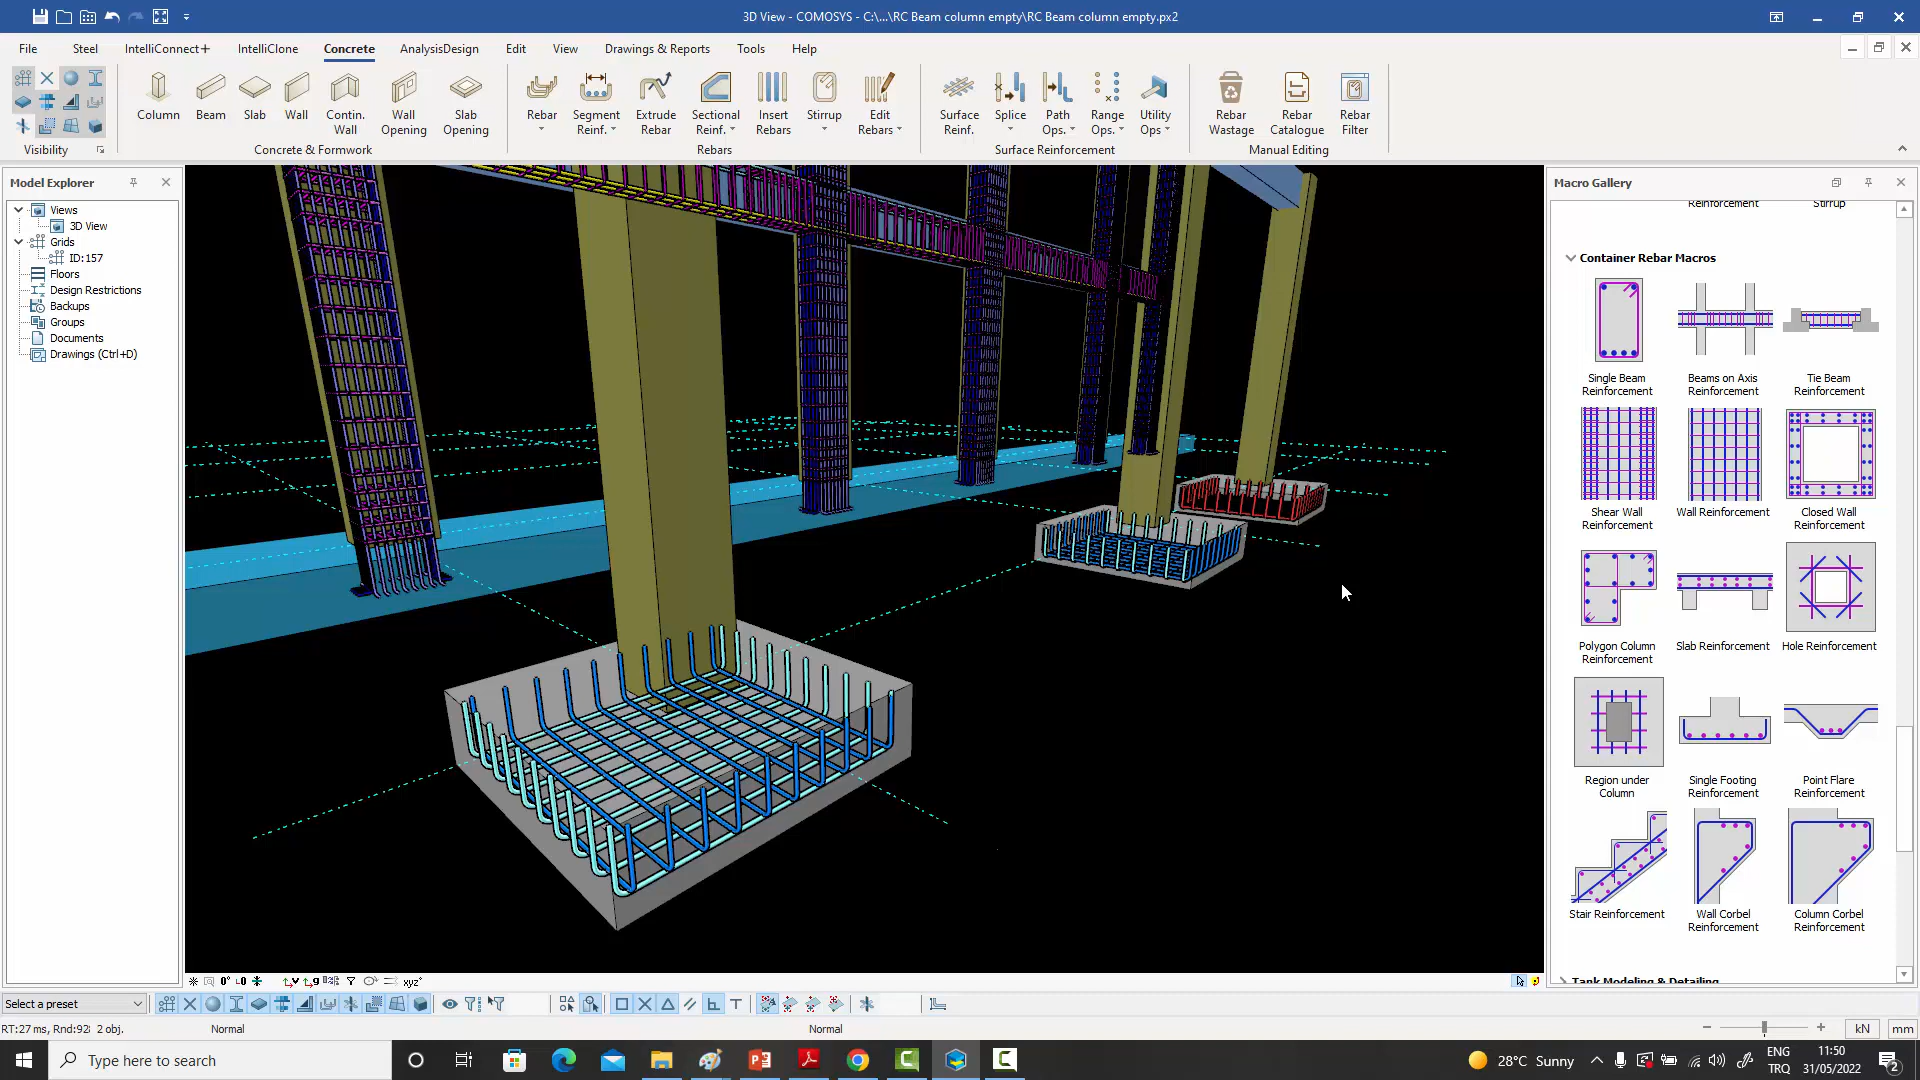 3D View - COMOSYS - C:\...\RC Beam column empty\RC Beam column empty.px2
File Steel IntelliConnect+ IntelliClone Concrete AnalysisDesign Edit View Drawings & Reports Tools Help
Visibility
Column Beam Slab Wall Contin. Wall Wall Opening Slab Opening
Concrete & Formwork
Rebar Segment Reinf. Extrude Rebar Sectional Reinf. Insert Rebars Stirrup Edit Rebars
Rebars
Surface Reinf. Splice Path Ops. Range Ops. Utility Ops
Surface Reinforcement
Rebar Wastage Rebar Catalogue Rebar Filter
Manual Editing
Model Explorer
Views
3D View
Grids
ID:157
Floors
Design Restrictions
Backups
Groups
Documents
Drawings (Ctrl+D)
Macro Gallery
Reinforcement Stirrup
Container Rebar Macros
Single Beam Reinforcement
Beams on Axis Reinforcement
Tie Beam Reinforcement
Shear Wall Reinforcement
Wall Reinforcement
Closed Wall Reinforcement
Polygon Column Reinforcement
Slab Reinforcement
Hole Reinforcement
Region under Column
Single Footing Reinforcement
Point Flare Reinforcement
Stair Reinforcement
Wall Corbel Reinforcement
Column Corbel Reinforcement
Tank Modeling & Detailing
xyz
Select a preset
RT:27 ms, Rnd:92 2 obj. Normal Normal kN mm
Type here to search
28°C Sunny
ENG
TRQ
11:50
31/05/2022
2